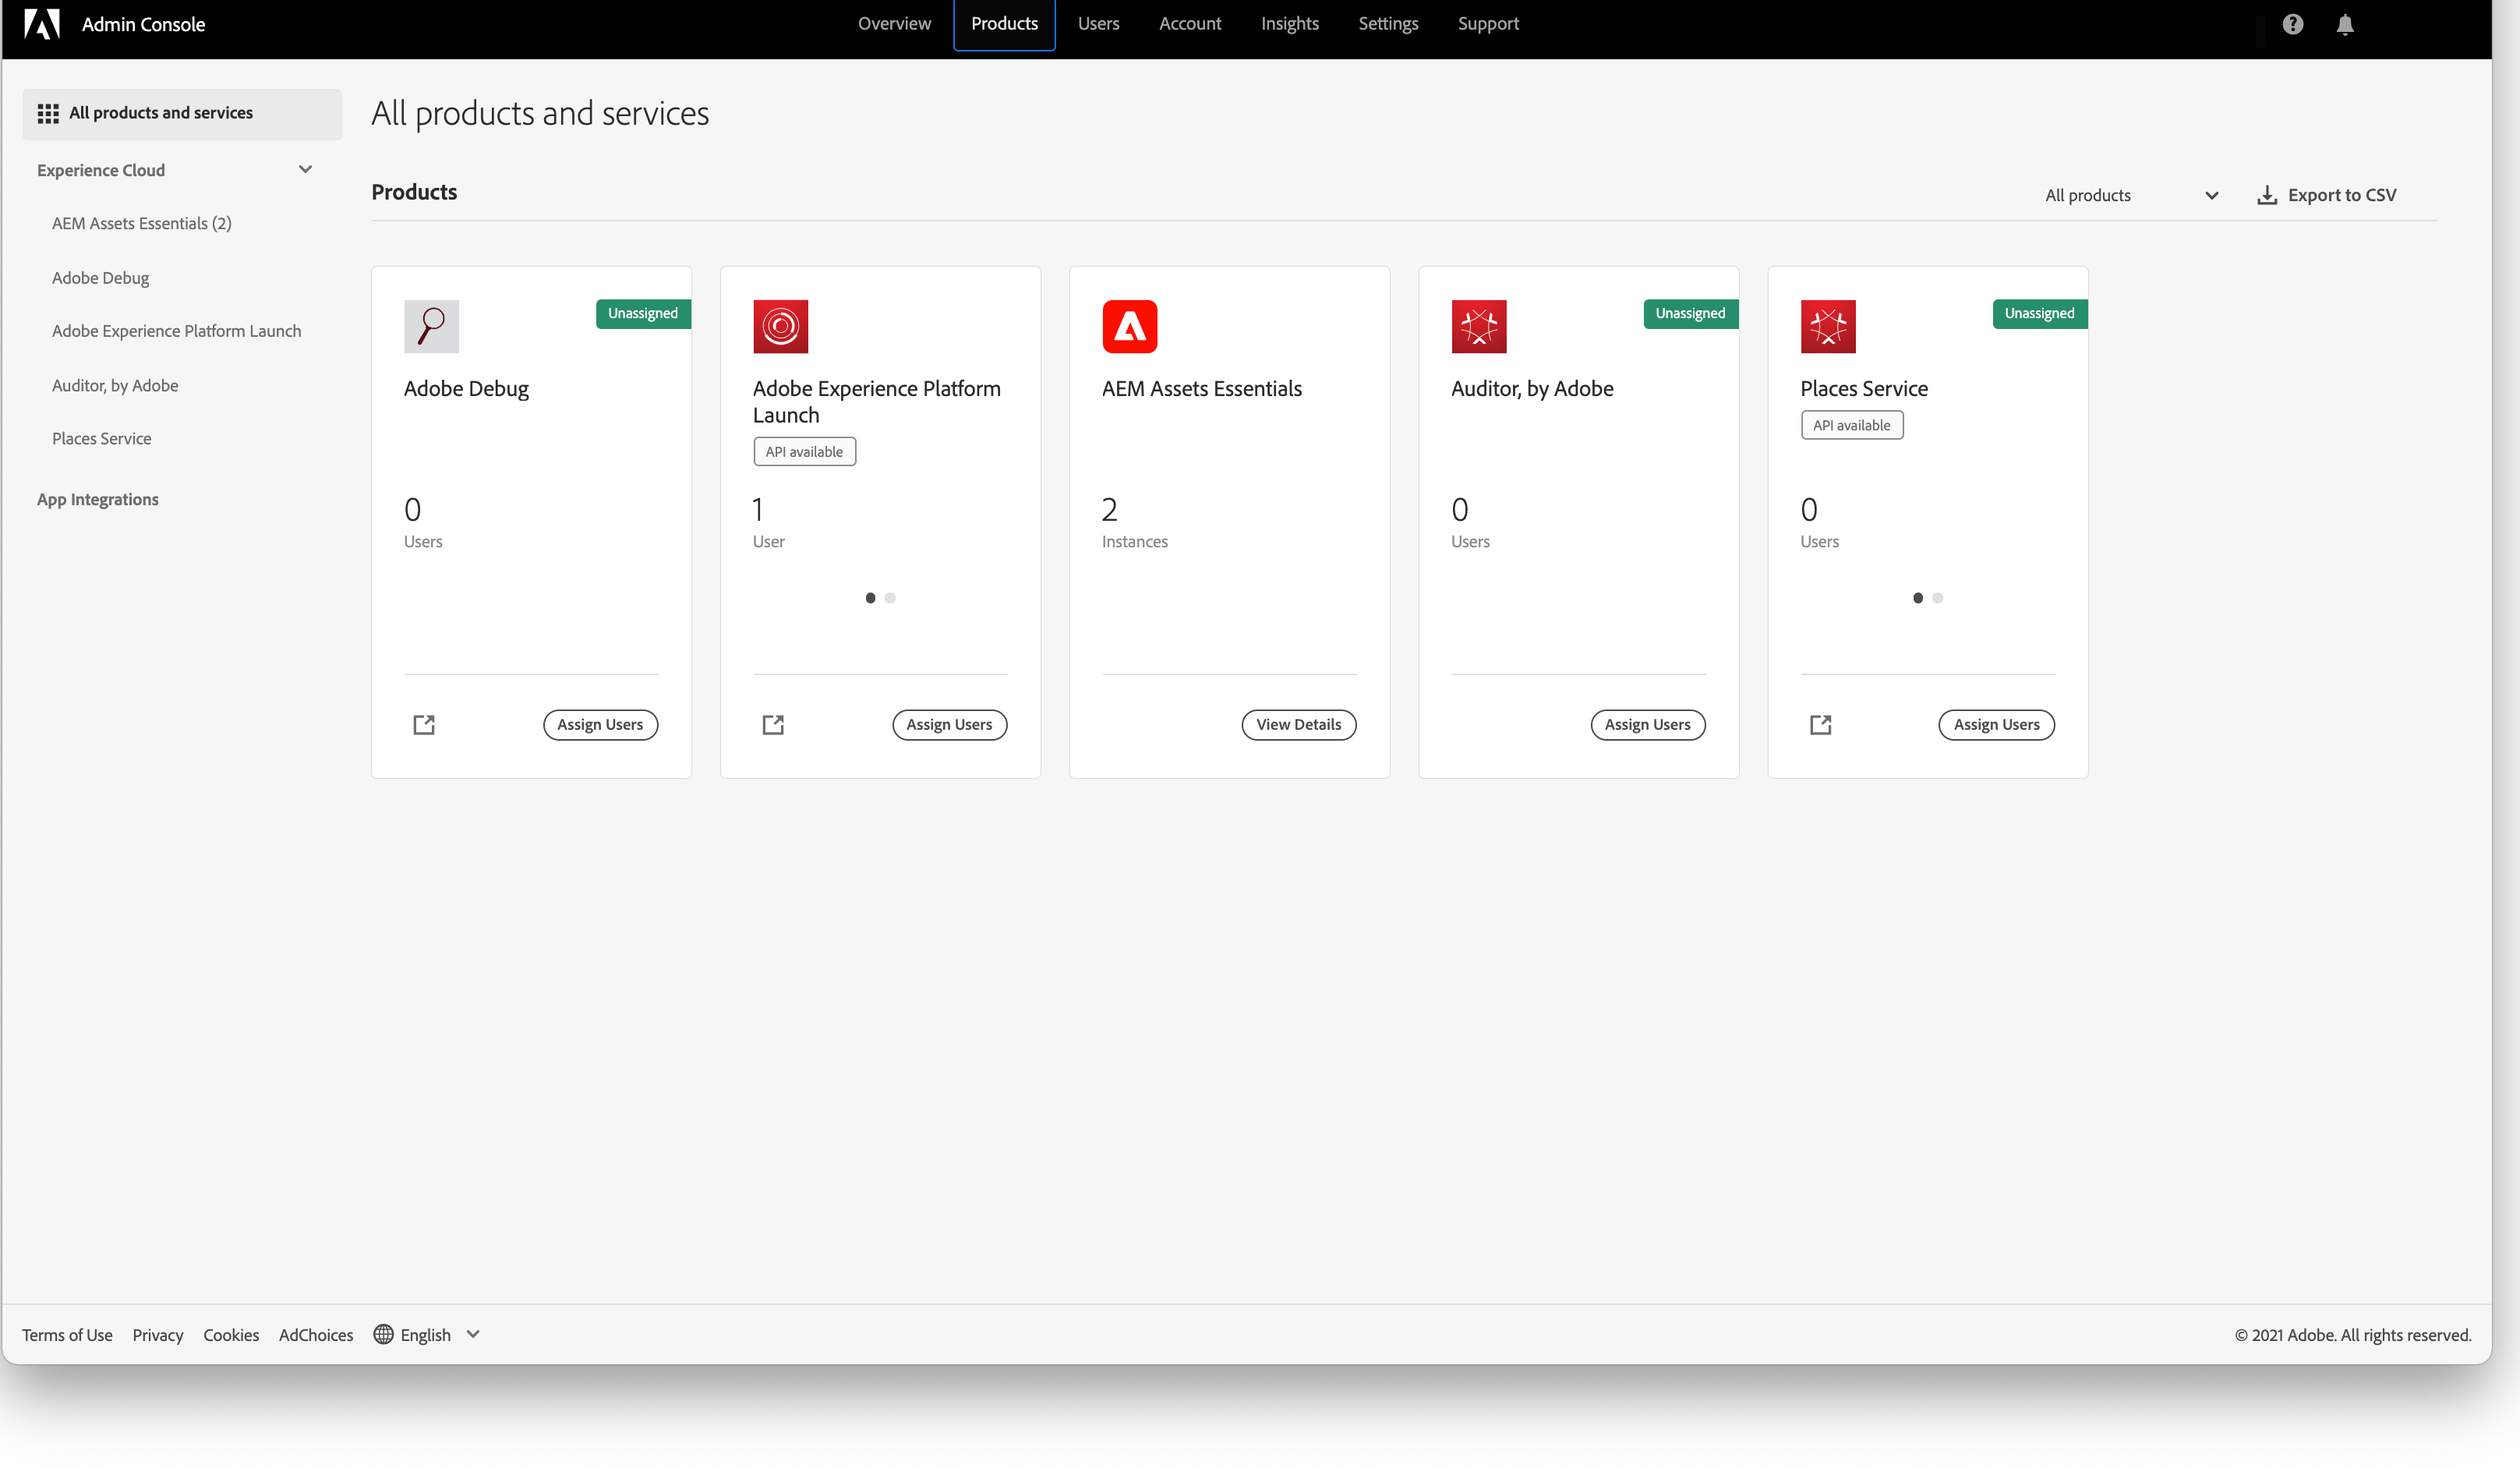 Admin Console
Overview
Products
Users
Account
Insights
Settings
Support
All products and services
Experience Cloud
AEM Assets Essentials (2)
Adobe Debug
Adobe Experience Platform Launch
Auditor, by Adobe
Places Service
App Integrations
All products and services
Products
All products
Export to CSV
Unassigned
Adobe Debug
0
Users
Assign Users
Adobe Experience Platform
Launch
API available
1
User
Assign Users
AEM Assets Essentials
2
Instances
View Details
Unassigned
Auditor, by Adobe
0
Users
Assign Users
Unassigned
Places Service
API available
0
Users
Assign Users
Terms of Use
Privacy
Cookies
AdChoices
English
© 2021 Adobe. All rights reserved.